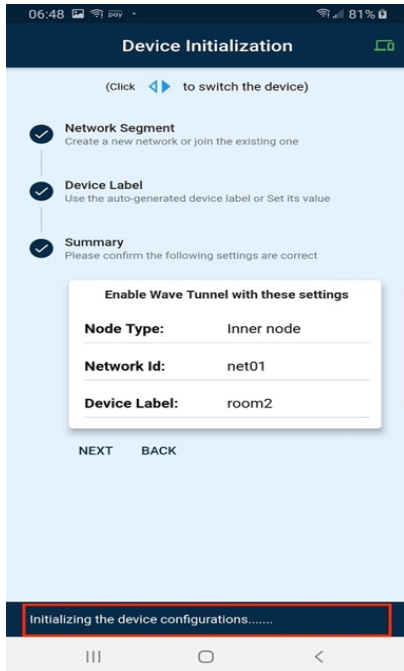 06:48 pay 81%
Device Initialization
(Click to switch the device)
Network Segment
Create a new network or join the existing one
Device Label
Use the auto-generated device label or Set its value
Summary
Please confirm the following settings are correct
Enable Wave Tunnel with these settings
Node Type: Inner node
Network Id: net01
Device Label: room2
NEXT BACK
Initializing the device configurations.......